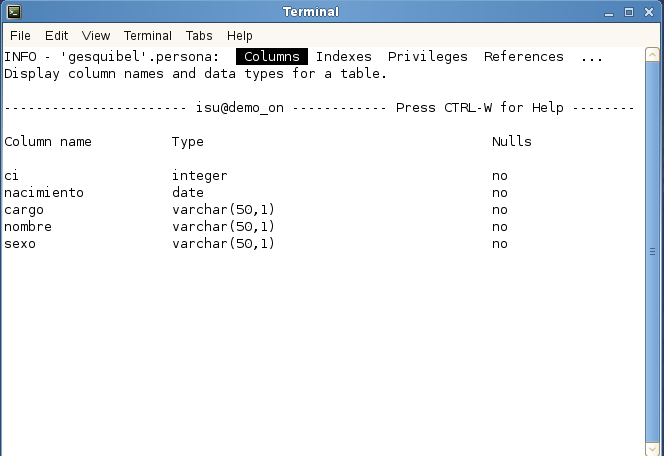 Terminal
File Edit View Terminal Tabs Help
INFO - 'gesquibel'.persona: Columns Indexes Privileges References ...
Display column names and data types for a table.
----------------------- isu@demo_on ------------ Press CTRL-W for Help --------
Column name Type Nulls
ci integer no
nacimiento date no
cargo varchar(50,1) no
nombre varchar(50,1) no
sexo varchar(50,1) no